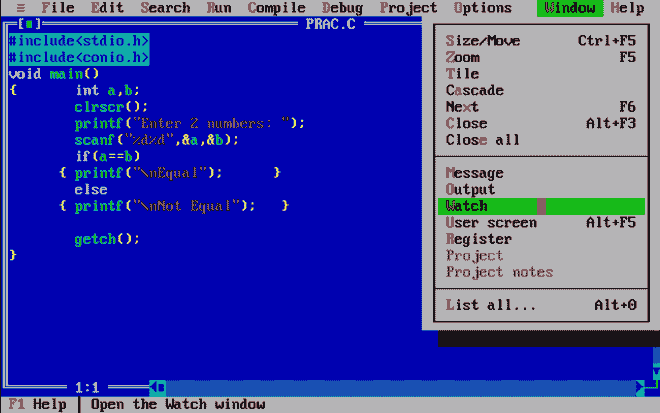 ≡ File Edit Search Run Compile Debug Project Options Window Help
[■] PRAC.C
#include<stdio.h>
#include<conio.h>
void main()
{ int a,b;
clrscr();
printf("Enter 2 numbers: ");
scanf("%d%d",&a,&b);
if(a==b)
{ printf("\nEqual"); }
else
{ printf("\nNot Equal"); }
getch();
}
1:1
Size/Move Ctrl+F5
Zoom F5
Tile
Cascade
Next F6
Close Alt+F3
Close all
Message
Output
Watch
User screen Alt+F5
Register
Project
Project notes
List all... Alt+0
F1 Help | Open the Watch window